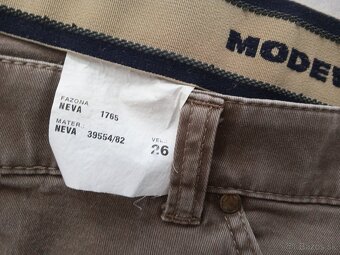 MODE
FAZONA
NEVA 1765
MATER. VEL.
NEVA 39554/82 26